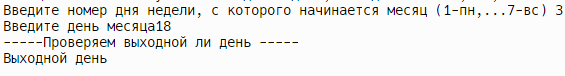 Введите номер дня недели, с которого начинается месяц (1-пн,...7-вс) 3
Введите день месяца18
-----Проверяем выходной ли день -----
Выходной день